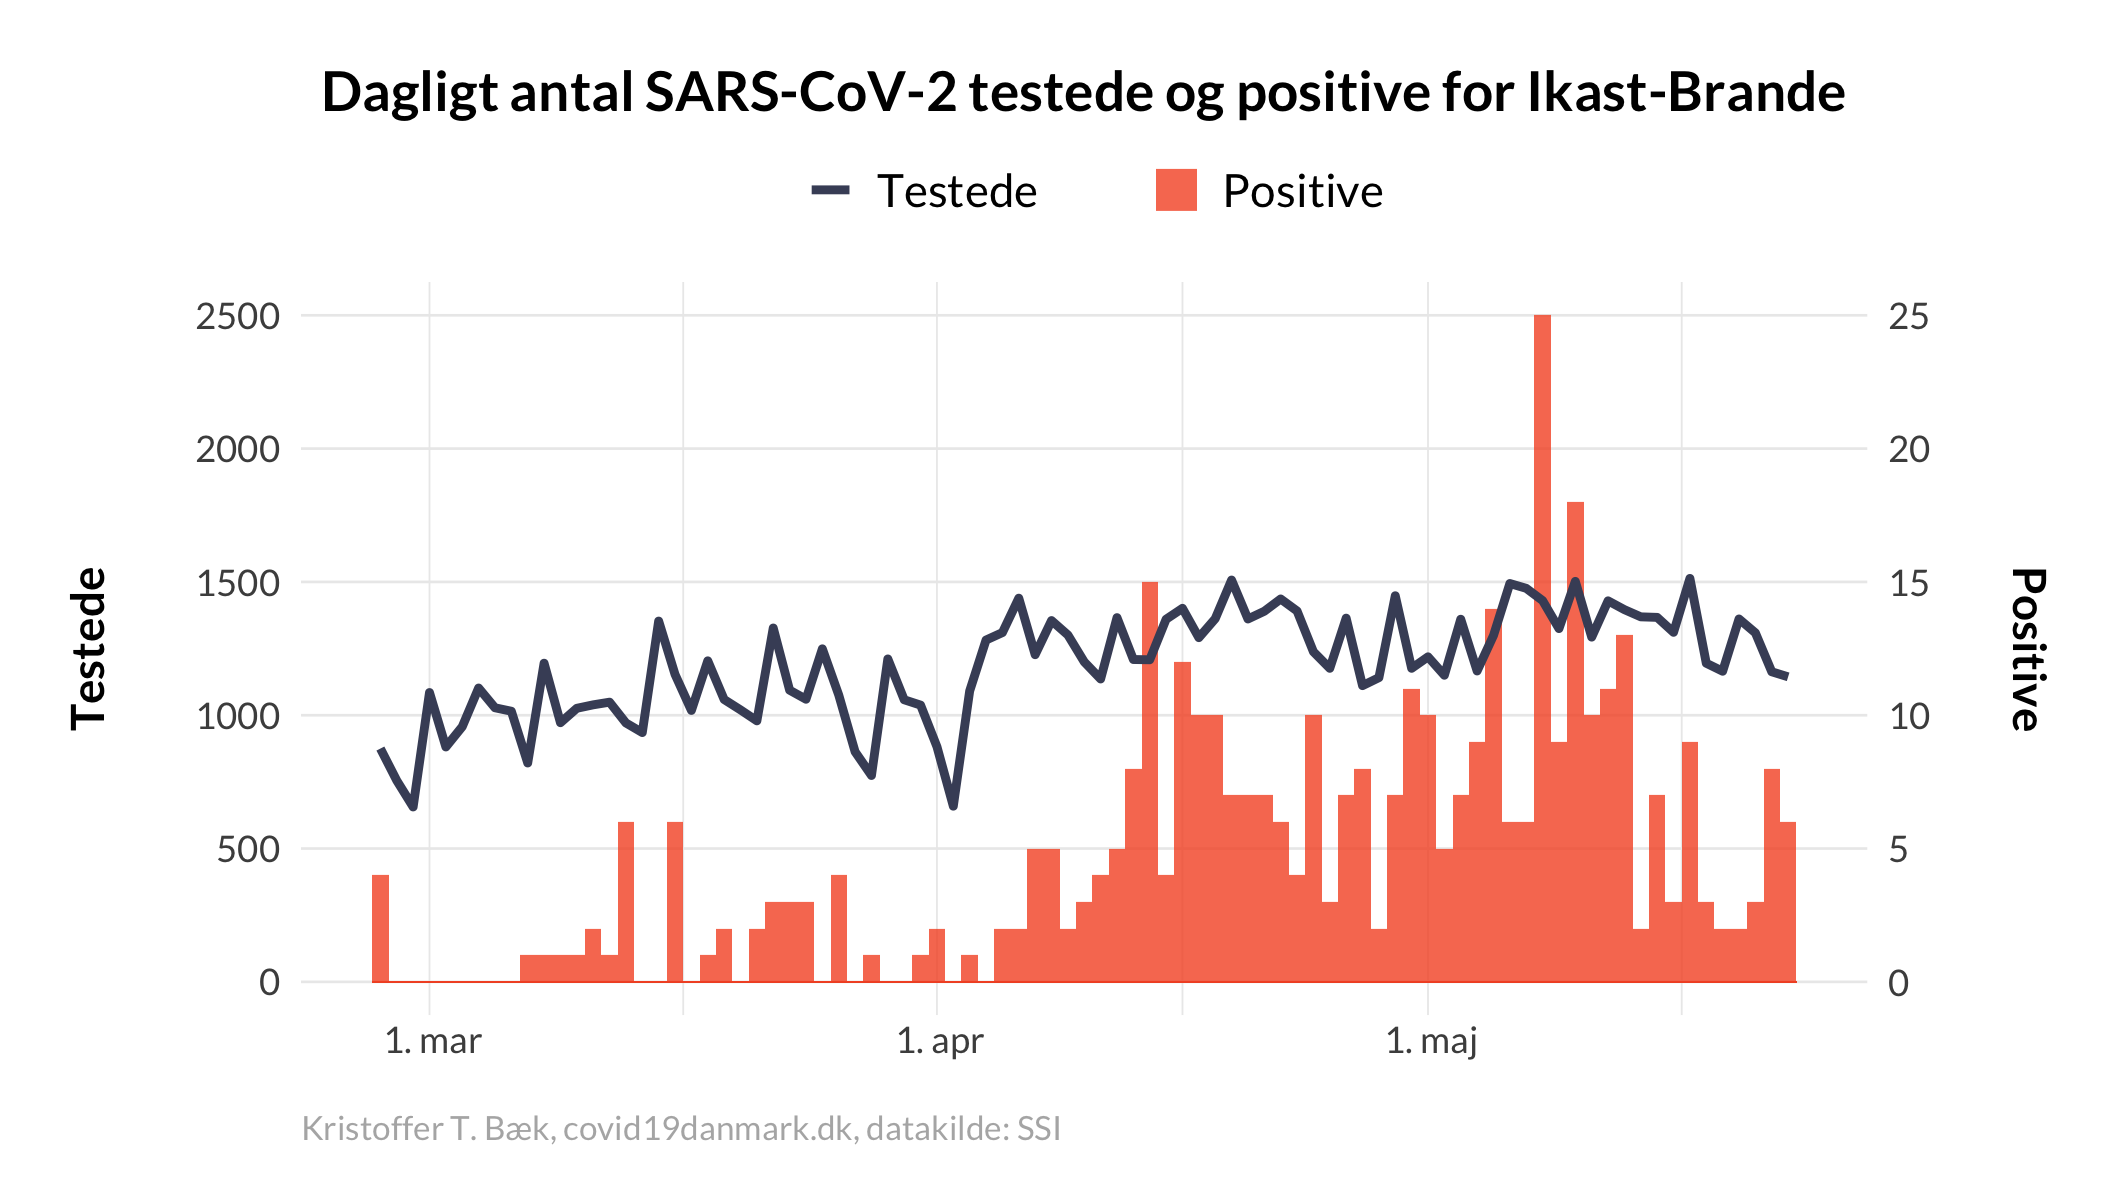 Dagligt antal SARS-CoV-2 testede og positive for Ikast-Brande
Testede
Positive
2500
2000
1500
1000
500
0
Testede
25
20
15
10
5
0
Positive
1. mar
1. apr
1. maj
Kristoffer T. Bæk, covid19danmark.dk, datakilde: SSI